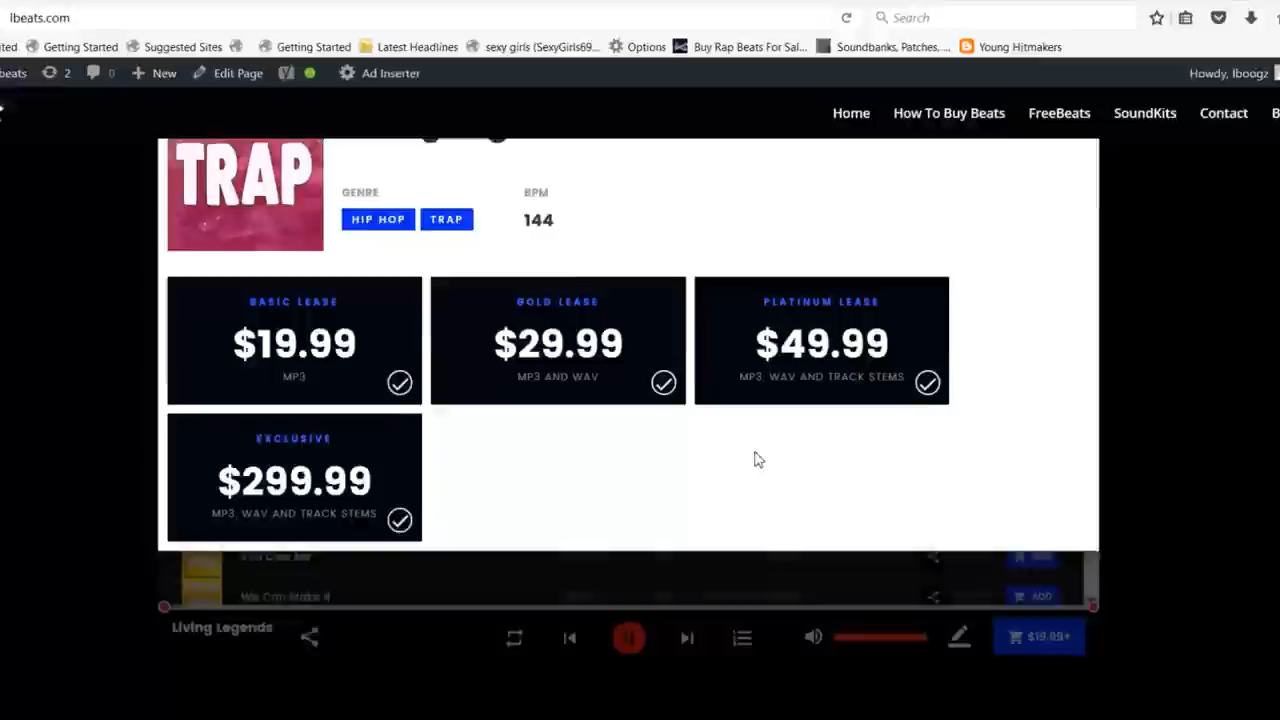 lbeats.com
Search
ited Getting Started Suggested Sites Getting Started Latest Headlines sexy girls (SexyGirls69... Options Buy Rap Beats For Sal... Soundbanks, Patches, ... Young Hitmakers
beats 2 0 New Edit Page Ad Inserter Howdy, lboogz
Home How To Buy Beats FreeBeats SoundKits Contact B
TRAP
GENRE BPM
HIP HOP TRAP 144
BASIC LEASE
$19.99
MP3
GOLD LEASE
$29.99
MP3 AND WAV
PLATINUM LEASE
$49.99
MP3, WAV AND TRACK STEMS
EXCLUSIVE
$299.99
MP3, WAV AND TRACK STEMS
ADD
Living Legends
$19.99+